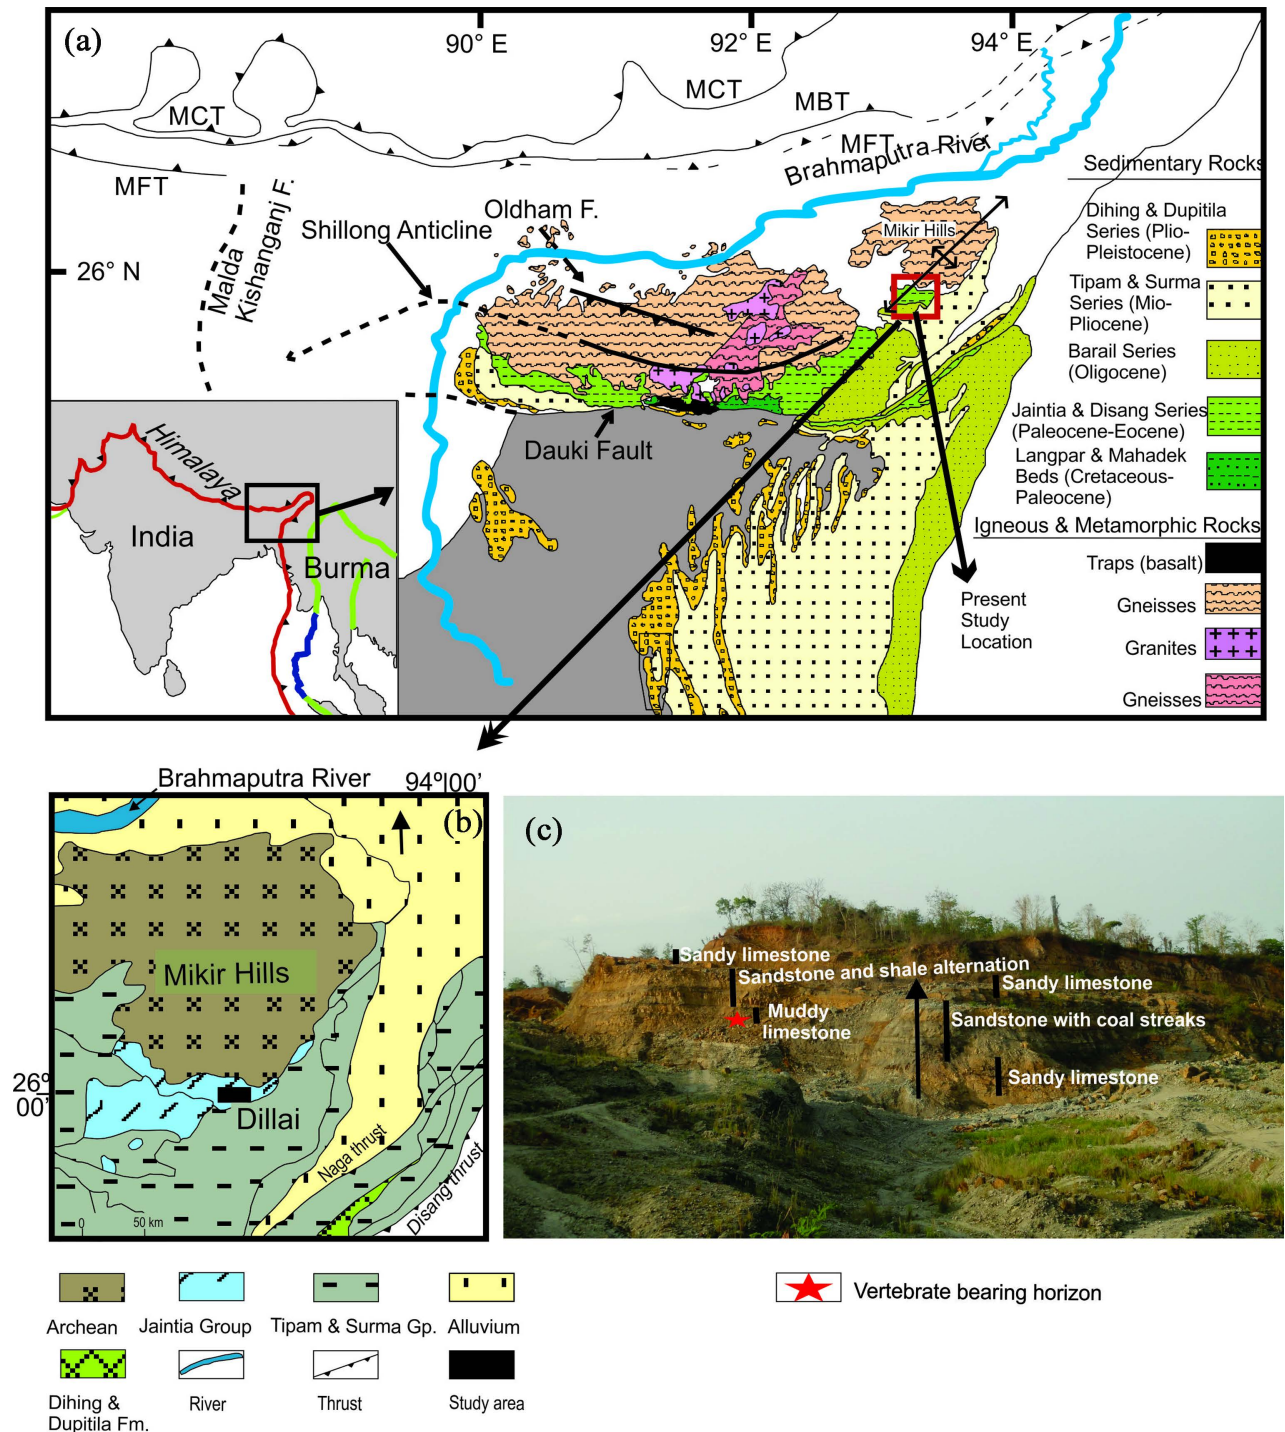 (a)
90° E
92° E
94° E
MCT
MCT
MBT
MFT
MFT
Brahmaputra River
Malda
Kishanganj F.
Shillong Anticline
Oldham F.
Mikir Hills
26° N
Dauki Fault
Himalaya
India
Burma
Present
Study
Location
Sedimentary Rocks
Dihing & Dupitila
Series (Plio-
Pleistocene)
Tipam & Surma
Series (Mio-
Pliocene)
Barail Series
(Oligocene)
Jaintia & Disang Series
(Paleocene-Eocene)
Langpar & Mahadek
Beds (Cretaceous-
Paleocene)
Igneous & Metamorphic Rocks
Traps (basalt)
Gneisses
Granites
Gneisses
Brahmaputra River
94°00'
(b)
Mikir Hills
26°
00'
Dillai
Naga thrust
Disang thrust
0 50 km
(c)
Sandy limestone
Sandstone and shale alternation
Sandy limestone
Muddy
limestone
Sandstone with coal streaks
Sandy limestone
Archean
Jaintia Group
Tipam & Surma Gp.
Alluvium
Dihing &
Dupitila Fm.
River
Thrust
Study area
Vertebrate bearing horizon